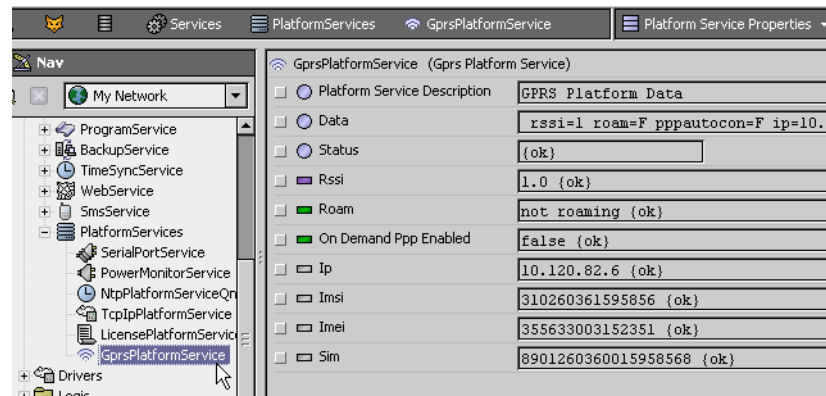 Services PlatformServices GprsPlatformService Platform Service Properties
Nav
My Network
ProgramService
BackupService
TimeSyncService
WebService
SmsService
PlatformServices
SerialPortService
PowerMonitorService
NtpPlatformServiceQn
TcpIpPlatformService
LicensePlatformServic
GprsPlatformService
Drivers
Logic
GprsPlatformService (Gprs Platform Service)
Platform Service Description GPRS Platform Data
Data rssi=1 roam=F pppautocon=F ip=10.
Status {ok}
Rssi 1.0 {ok}
Roam not roaming {ok}
On Demand Ppp Enabled false {ok}
Ip 10.120.82.6 {ok}
Imsi 310260361595856 {ok}
Imei 355633003152351 {ok}
Sim 8901260360015958568 {ok}